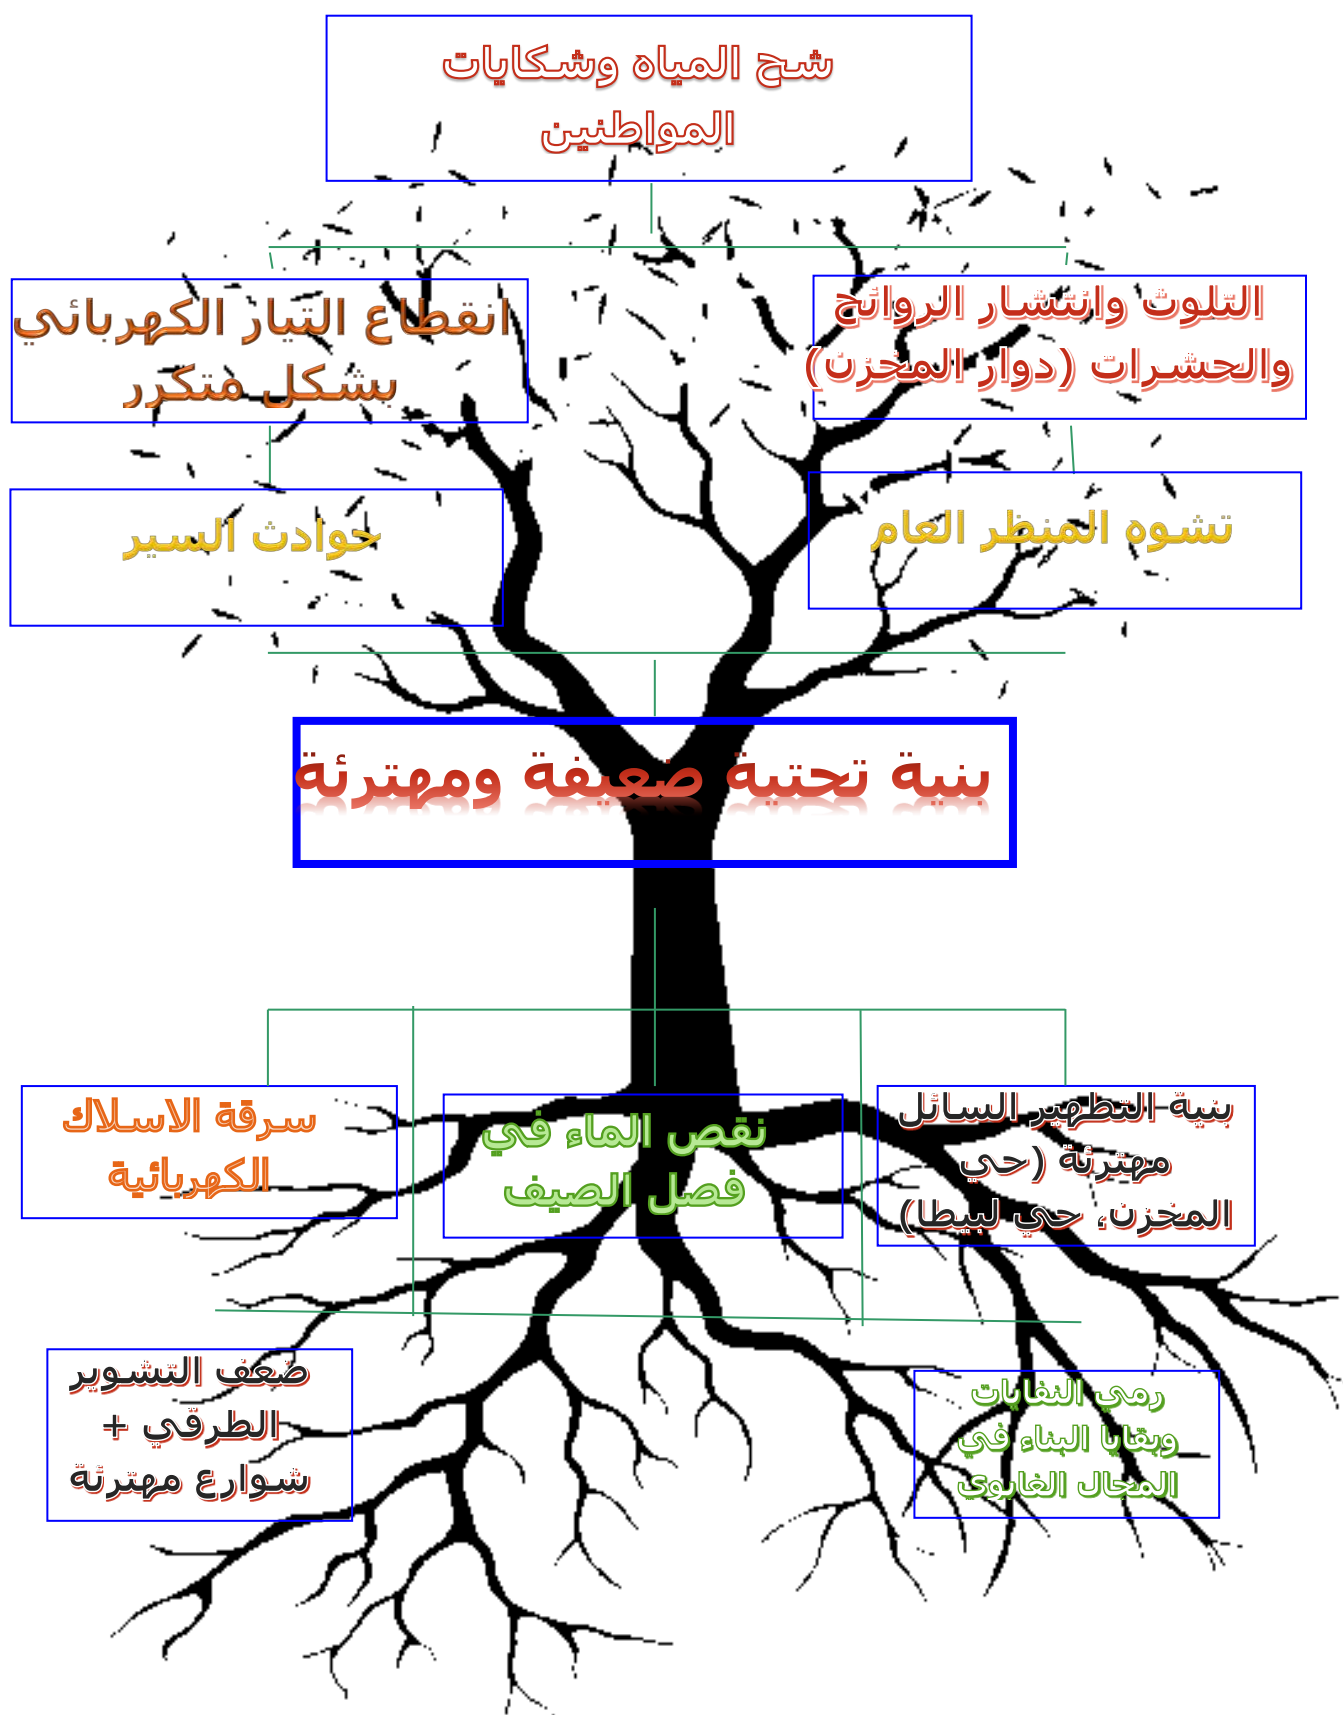 شح المياه وشكايات
المواطنين
التلوث وانتشار الروائح
والحشرات (دوار المخزن)
انقطاع التيار الكهربائي
بشكل متكرر
تشوه المنظر العام
حوادث السير
بنية تحتية ضعيفة ومهترئة
بنية التطهير السائل
مهترئة (حي
المخزن، حي لبيطا)
نقص الماء في
فصل الصيف
سرقة الاسلاك
الكهربائية
رمي النفايات
وبقايا البناء في
المجال الغابوي
ضعف التشوير
الطرقي +
شوارع مهترئة